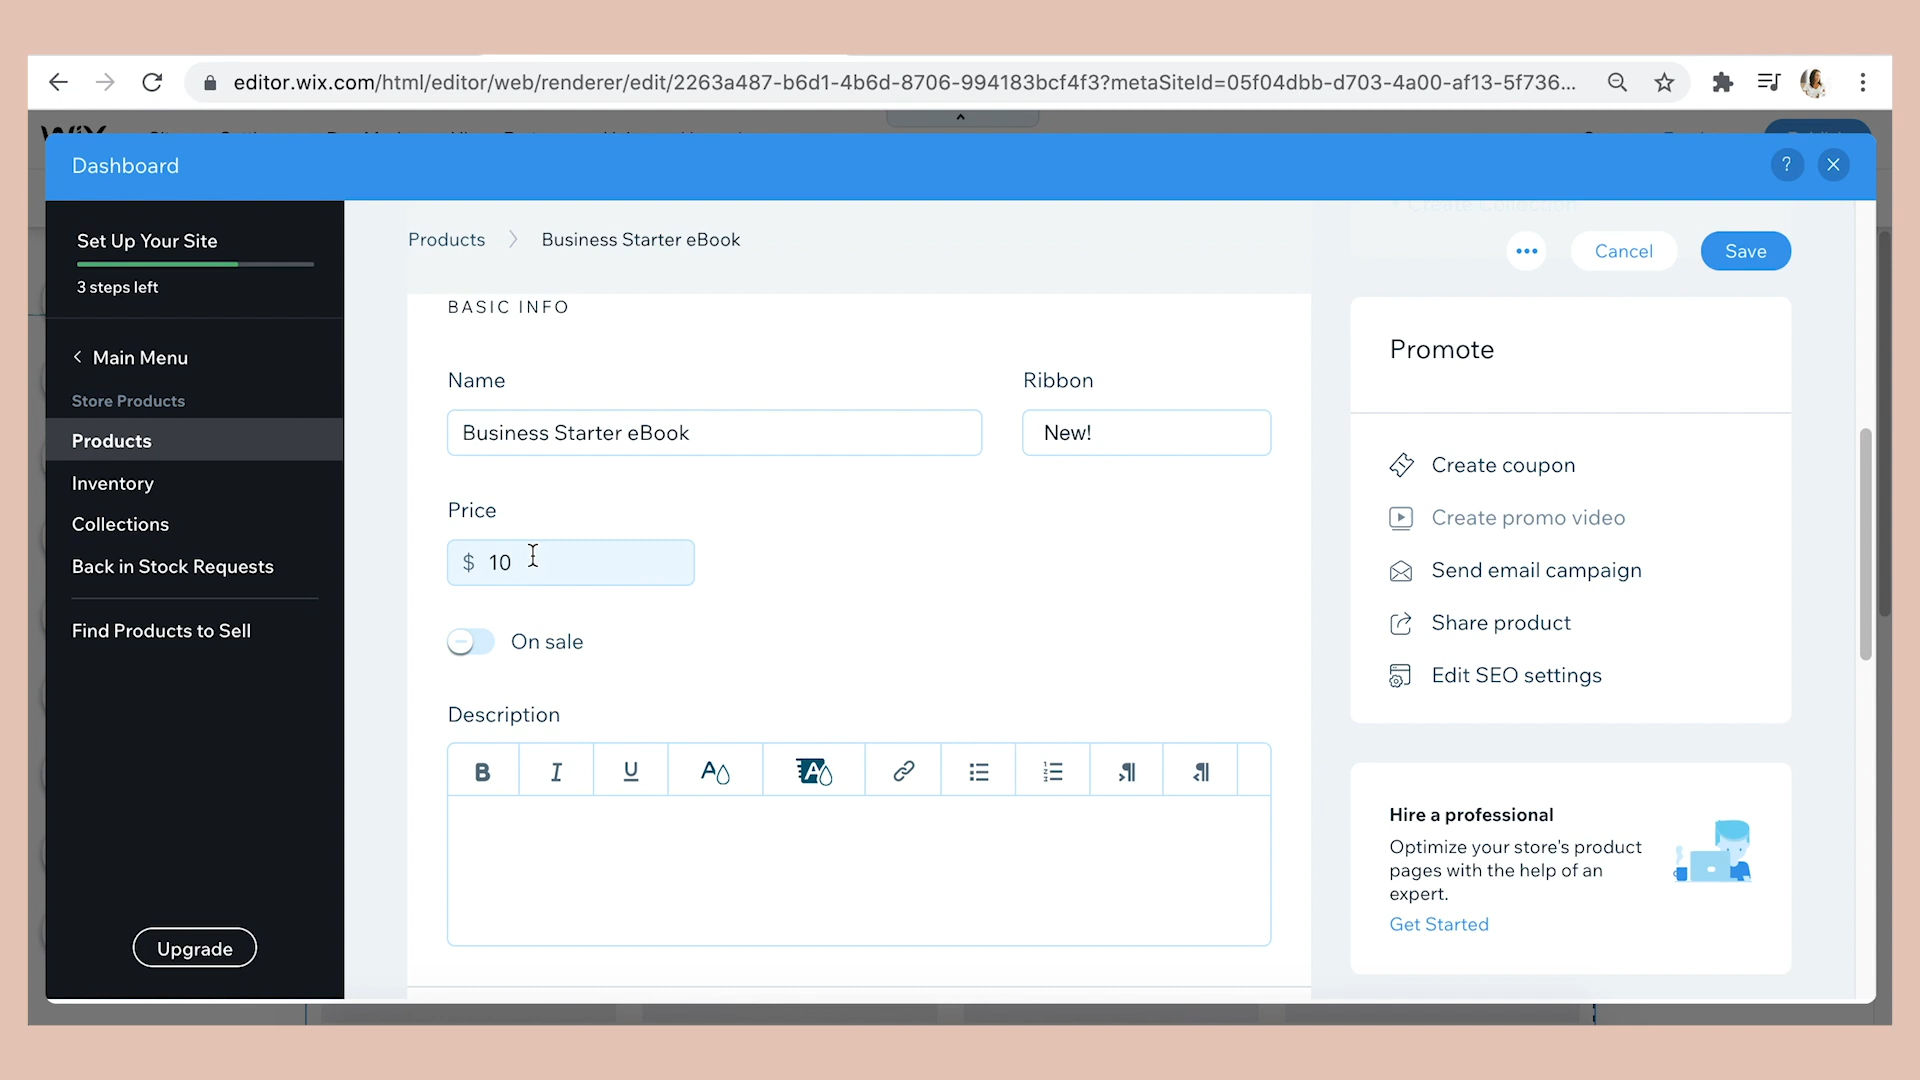 editor.wix.com/html/editor/web/renderer/edit/2263a487-b6d1-4b6d-8706-994183bcf4f3?metaSiteId=05f04dbb-d703-4a00-af13-5f736...
Dashboard
?
Set Up Your Site
3 steps left
Main Menu
Store Products
Products
Inventory
Collections
Back in Stock Requests
Find Products to Sell
Upgrade
Products
Business Starter eBook
Create Collection
Cancel
Save
BASIC INFO
Name
Ribbon
Business Starter eBook
New!
Price
$ 10
On sale
Description
B I U A A
Promote
Create coupon
Create promo video
Send email campaign
Share product
Edit SEO settings
Hire a professional
Optimize your store's product
pages with the help of an
expert.
Get Started